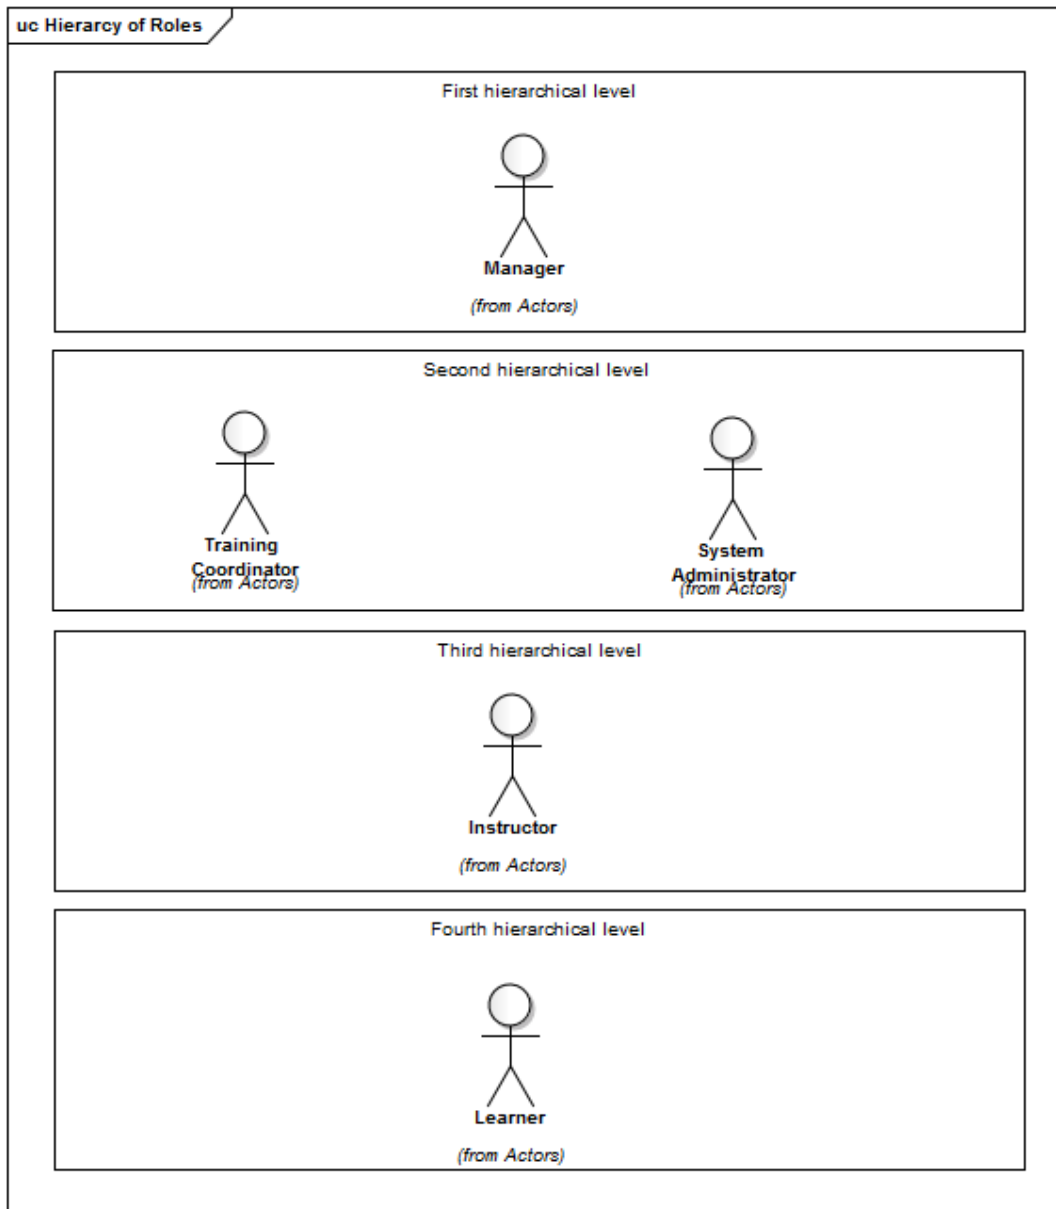 uc Hierarcy of Roles
First hierarchical level
Manager
(from Actors)
Second hierarchical level
Training
Coordinator
(from Actors)
System
Administrator
(from Actors)
Third hierarchical level
Instructor
(from Actors)
Fourth hierarchical level
Learner
(from Actors)